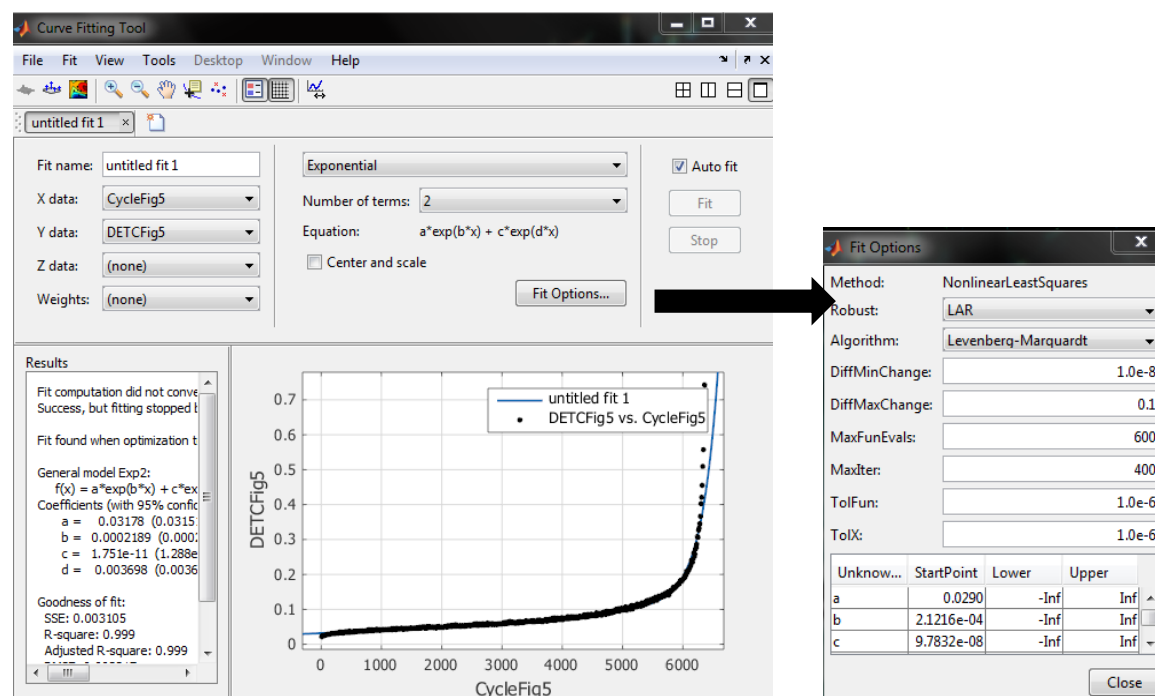 Curve Fitting Tool
File Fit View Tools Desktop Window Help
untitled fit 1
Fit name: untitled fit 1
X data: CycleFig5
Y data: DETCFig5
Z data: (none)
Weights: (none)
Exponential
Number of terms: 2
Equation: a*exp(b*x) + c*exp(d*x)
Center and scale
Fit Options...
Auto fit
Fit
Stop
Results
Fit computation did not conve
Success, but fitting stopped
Fit found when optimization t
General model Exp2:
f(x) = a*exp(b*x) + c*ex
Coefficients (with 95% confic
a = 0.03178 (0.0315
b = 0.0002189 (0.000
c = 1.751e-11 (1.288e
d = 0.003698 (0.0036
Goodness of fit:
SSE: 0.003105
R-square: 0.999
Adjusted R-square: 0.999
untitled fit 1
DETCFig5 vs. CycleFig5
DETCFig5
0.7
0.6
0.5
0.4
0.3
0.2
0.1
0
0 1000 2000 3000 4000 5000 6000
CycleFig5
Fit Options
Method: NonlinearLeastSquares
Robust: LAR
Algorithm: Levenberg-Marquardt
DiffMinChange: 1.0e-8
DiffMaxChange: 0.1
MaxFunEvals: 600
MaxIter: 400
TolFun: 1.0e-6
TolX: 1.0e-6
Unknow... StartPoint Lower Upper
a 0.0290 -Inf Inf
b 2.1216e-04 -Inf Inf
c 9.7832e-08 -Inf Inf
Close